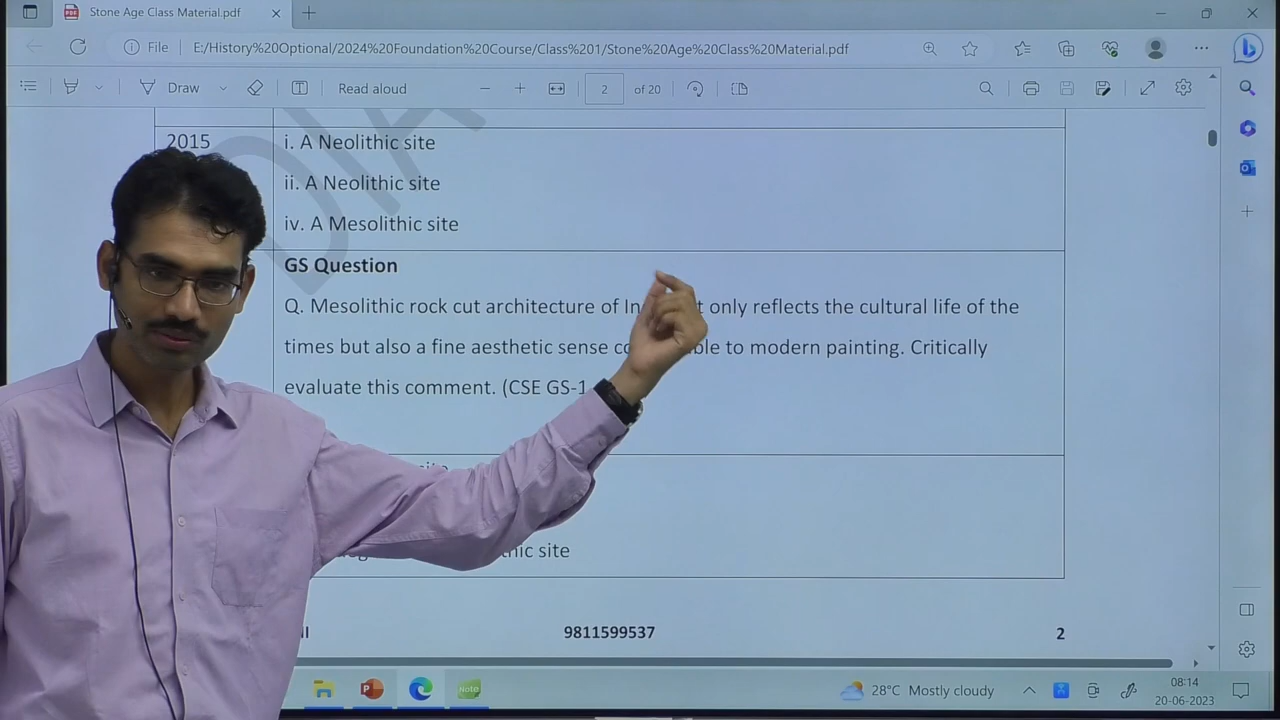 Stone Age Class Material.pdf
File E:/History%20Optional/2024%20Foundation%20Course/Class%201/Stone%20Age%20Class%20Material.pdf
Draw Read aloud 2 of 20
2015
i. A Neolithic site
ii. A Neolithic site
iv. A Mesolithic site
GS Question
Q. Mesolithic rock cut architecture of In t only reflects the cultural life of the
times but also a fine aesthetic sense co ble to modern painting. Critically
evaluate this comment. (CSE GS-1
site
9811599537 2
28°C Mostly cloudy
08:14
20-06-2023